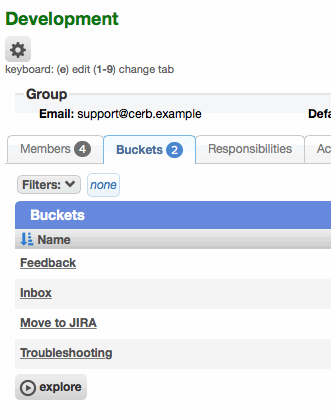 Development
keyboard: (e) edit (1-9) change tab
Group
Email: support@cerb.example Defa
Members 4 Buckets 2 Responsibilities Ac
Filters: none
Buckets
Name
Feedback
Inbox
Move to JIRA
Troubleshooting
explore